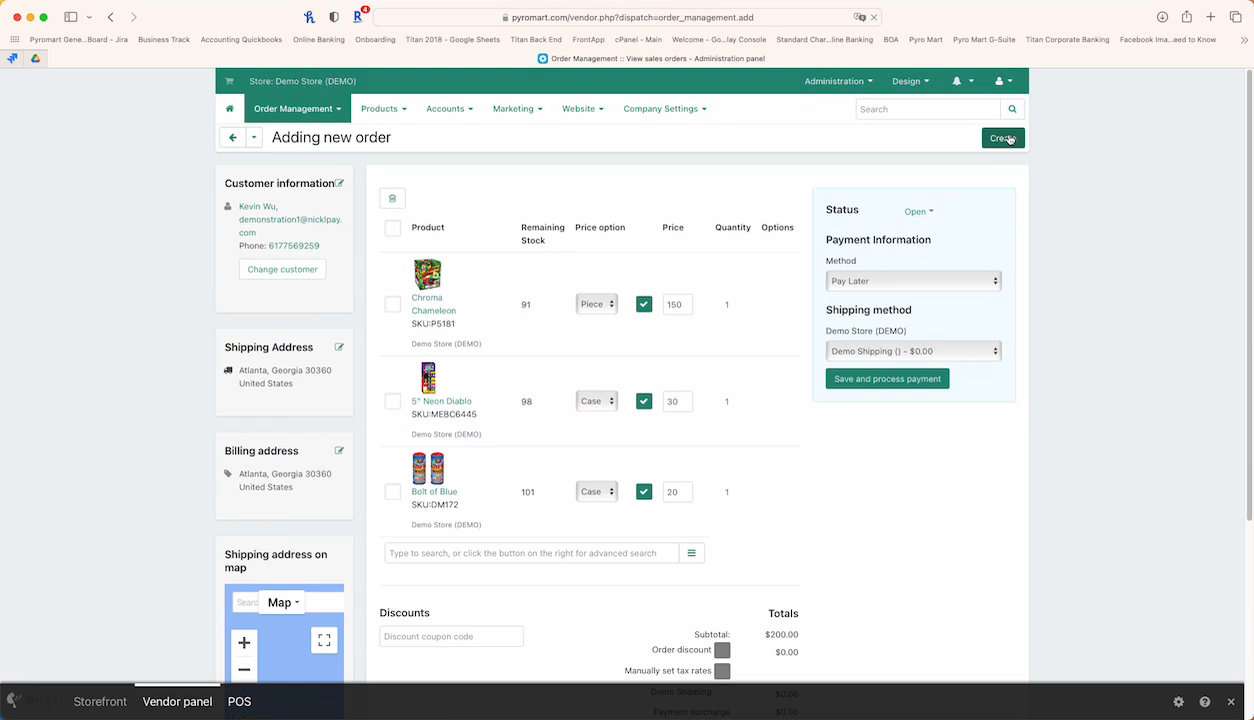 4
pyromart.com/vendor.php?dispatch=order_management.add
Pyromart Gene...Board - Jira Business Track Accounting Quickbooks Online Banking Onboarding Titan 2018 - Google Sheets Titan Back End FrontApp cPanel - Main Welcome - Go...lay Console Standard Char...line Banking BOA Pyro Mart Pyro Mart G-Suite Titan Corporate Banking Facebook Ima...eed to Know
Order Management :: View sales orders - Administration panel
Store: Demo Store (DEMO) Administration Design
Order Management Products Accounts Marketing Website Company Settings Search
Adding new order Create
Customer information
Kevin Wu,
demonstration1@nicklpay.
com
Phone: 6177569259
Change customer
Shipping Address
Atlanta, Georgia 30360
United States
Billing address
Atlanta, Georgia 30360
United States
Shipping address on
map
Searc Map
+
−
Product Remaining Stock Price option Price Quantity Options
Chroma
Chameleon
SKU:P5181
Demo Store (DEMO)
91 Piece 150 1
5" Neon Diablo
SKU:MEBC6445
Demo Store (DEMO)
98 Case 30 1
Bolt of Blue
SKU:DM172
Demo Store (DEMO)
101 Case 20 1
Type to search, or click the button on the right for advanced search
Discounts
Discount coupon code
Totals
Subtotal: $200.00
Order discount $0.00
Manually set tax rates
Demo Shipping $0.00
Payment surcharge $0.00
Status Open
Payment Information
Method
Pay Later
Shipping method
Demo Store (DEMO)
Demo Shipping () - $0.00
Save and process payment
Storefront Vendor panel POS